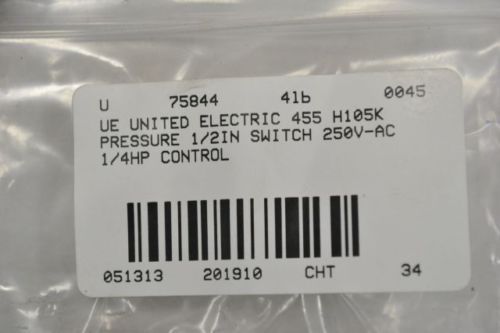 U 75844 41b 0045
UE UNITED ELECTRIC 455 H105K
PRESSURE 1/2IN SWITCH 250V-AC
1/4HP CONTROL
051313 201910 CHT 34